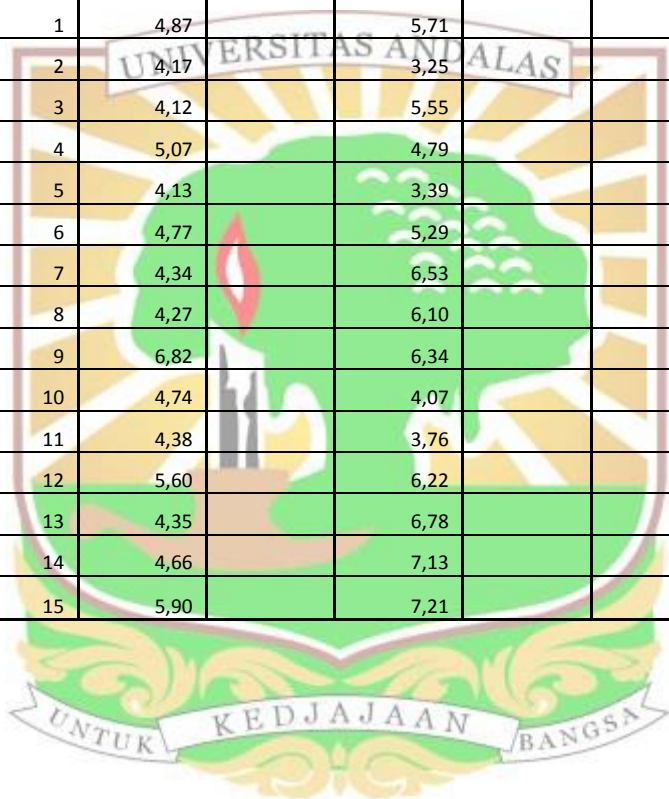 1 4,87 5,71
UNIVERSITAS ANDALAS
2 4,17 3,25
3 4,12 5,55
4 5,07 4,79
5 4,13 3,39
6 4,77 5,29
7 4,34 6,53
8 4,27 6,10
9 6,82 6,34
10 4,74 4,07
11 4,38 3,76
12 5,60 6,22
13 4,35 6,78
14 4,66 7,13
15 5,90 7,21
UNTUK KEDJAJAAN BANGSA